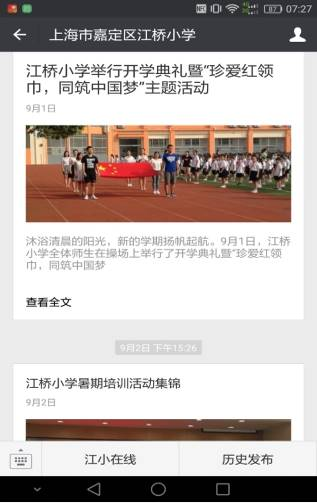 87 07:27
上海市嘉定区江桥小学
江桥小学举行开学典礼暨“珍爱红领
巾，同筑中国梦”主题活动
9月1日
沐浴清晨的阳光，新的学期扬帆起航。9月1日，江桥
小学全体师生在操场上举行了开学典礼暨“珍爱红领
巾，同筑中国梦
查看全文
9月2日 下午15:26
江桥小学暑期培训活动集锦
9月2日
江小在线
历史发布